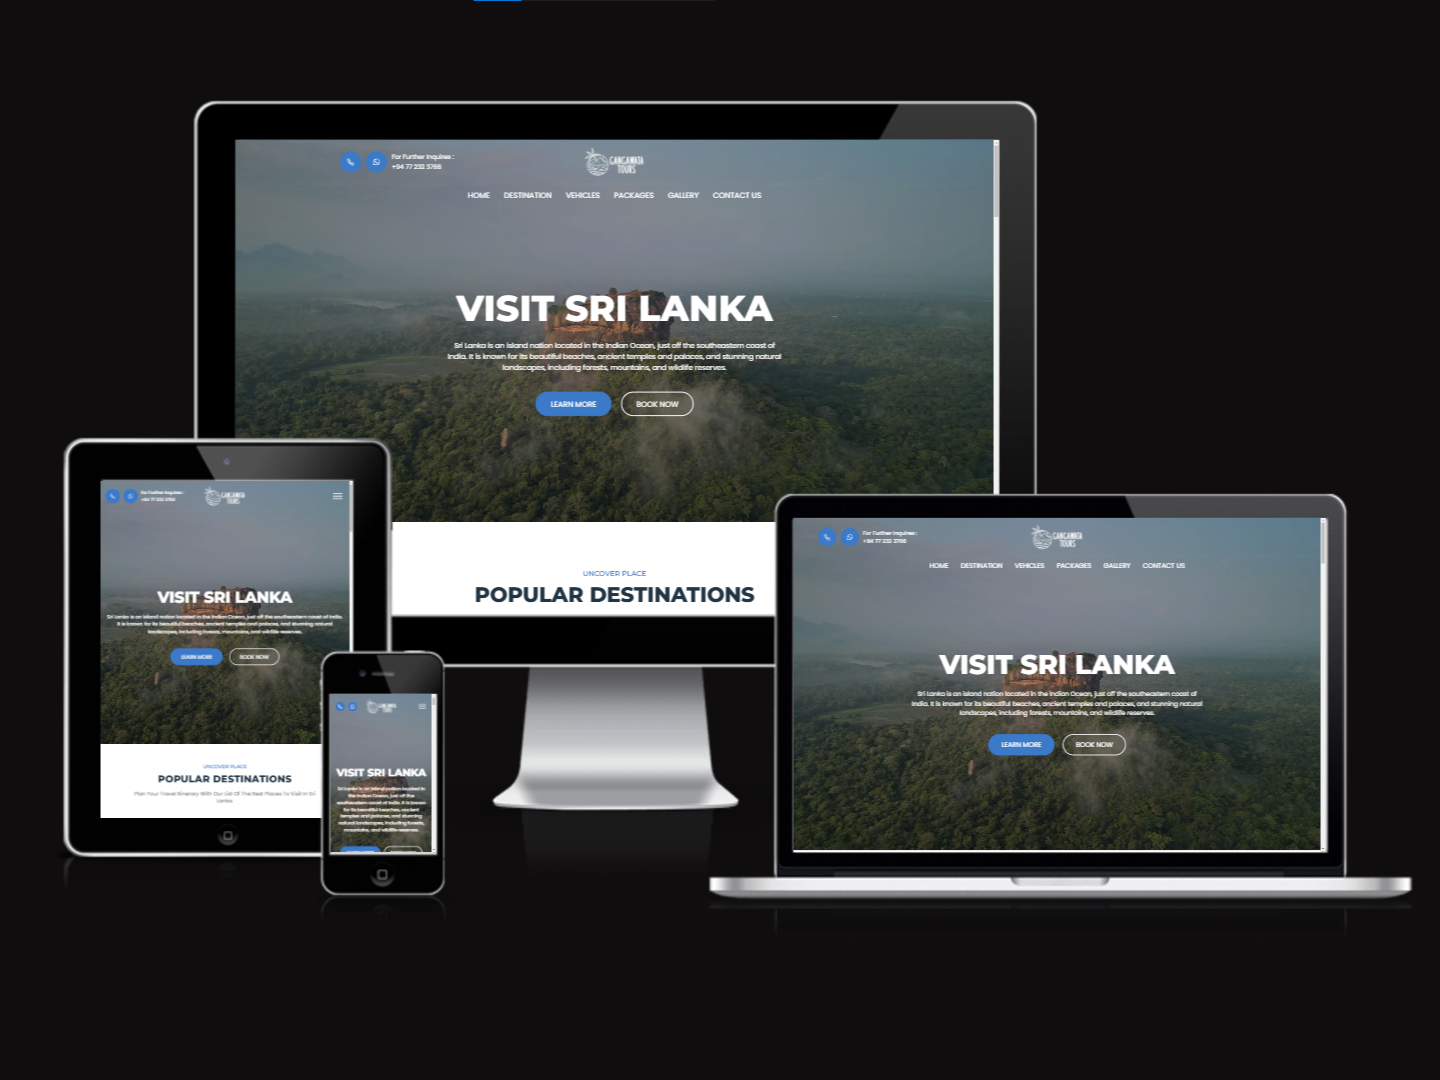 For Further Inquires :
+94 77 232 3766
CANGAWATA
TOURS
HOME DESTINATION VEHICLES PACKAGES GALLERY CONTACT US
VISIT SRI LANKA
Sri Lanka is an island nation located in the Indian Ocean, just off the southeastern coast of
India. It is known for its beautiful beaches, ancient temples and palaces, and stunning natural
landscapes, including forests, mountains, and wildlife reserves.
LEARN MORE BOOK NOW
UNCOVER PLACE
POPULAR DESTINATIONS
For Further Inquires :
+94 77 232 3766
CANGAWATA
TOURS
VISIT SRI LANKA
Sri Lanka is an island nation located in the Indian Ocean, just off the southeastern coast of India.
It is known for its beautiful beaches, ancient temples and palaces, and stunning natural
landscapes, including forests, mountains, and wildlife reserves.
LEARN MORE BOOK NOW
UNCOVER PLACE
POPULAR DESTINATIONS
Plan Your Travel Itinerary With Our List Of The Best Places To Visit In Sri
Lanka.
VISIT SRI LANKA
Sri Lanka is an island nation located in
the Indian Ocean, just off the
southeastern coast of India. It is known
for its beautiful beaches, ancient
temples and palaces, and stunning
natural landscapes, including forests,
mountains, and wildlife reserves.
For Further Inquires :
+94 77 232 3766
CANGAWATA
TOURS
HOME DESTINATION VEHICLES PACKAGES GALLERY CONTACT US
VISIT SRI LANKA
Sri Lanka is an island nation located in the Indian Ocean, just off the southeastern coast of
India. It is known for its beautiful beaches, ancient temples and palaces, and stunning natural
landscapes, including forests, mountains, and wildlife reserves.
LEARN MORE BOOK NOW